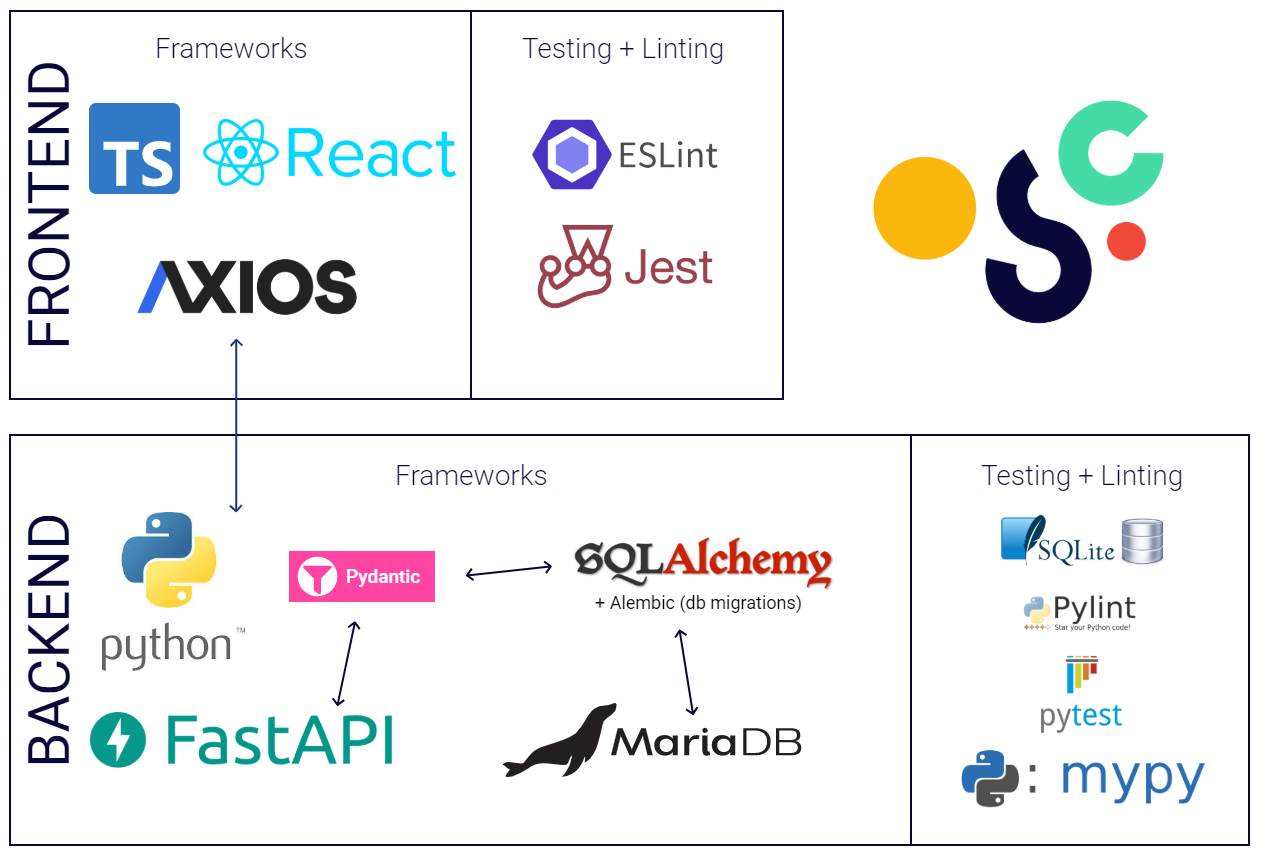 FRONTEND
Frameworks
TS
React
AXIOS
Testing + Linting
ESLint
Jest
OSC
BACKEND
Frameworks
python™
Pydantic
SQLAlchemy
+ Alembic (db migrations)
FastAPI
MariaDB
Testing + Linting
SQLite
Pylint
Star your Python code!
pytest
: mypy